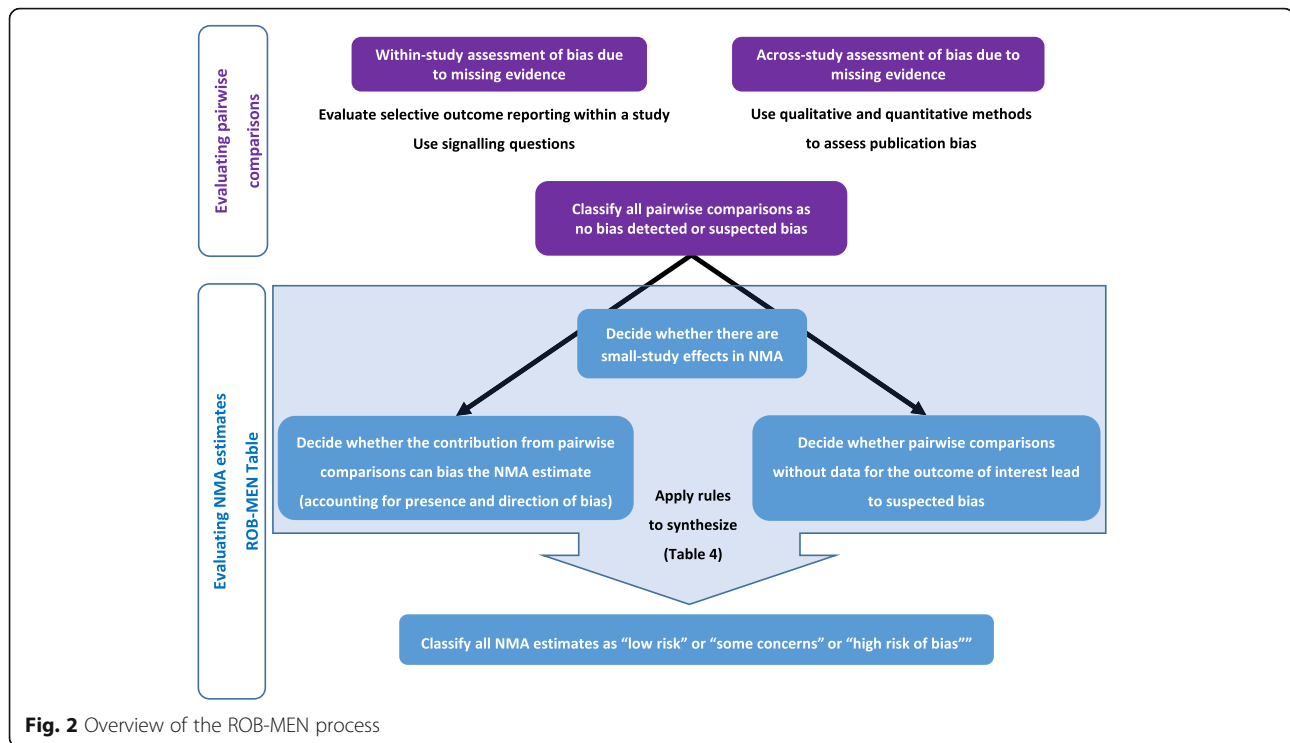 Evaluating pairwise
comparisons
Within-study assessment of bias due
to missing evidence
Across-study assessment of bias due to
missing evidence
Evaluate selective outcome reporting within a study
Use signalling questions
Use qualitative and quantitative methods
to assess publication bias
Classify all pairwise comparisons as
no bias detected or suspected bias
Evaluating NMA estimates
ROB-MEN Table
Decide whether there are
small-study effects in NMA
Decide whether the contribution from pairwise
comparisons can bias the NMA estimate
(accounting for presence and direction of bias)
Decide whether pairwise comparisons
without data for the outcome of interest lead
to suspected bias
Apply rules
to synthesize
(Table 4)
Classify all NMA estimates as “low risk” or “some concerns” or “high risk of bias””
Fig. 2 Overview of the ROB-MEN process